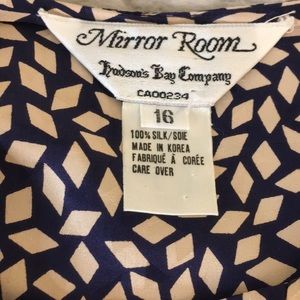 Mirror Room
Hudson's Bay Company
CA00234
16
100% SILK/SOIE
MADE IN KOREA
FABRIQUÉ À CORÉE
CARE OVER